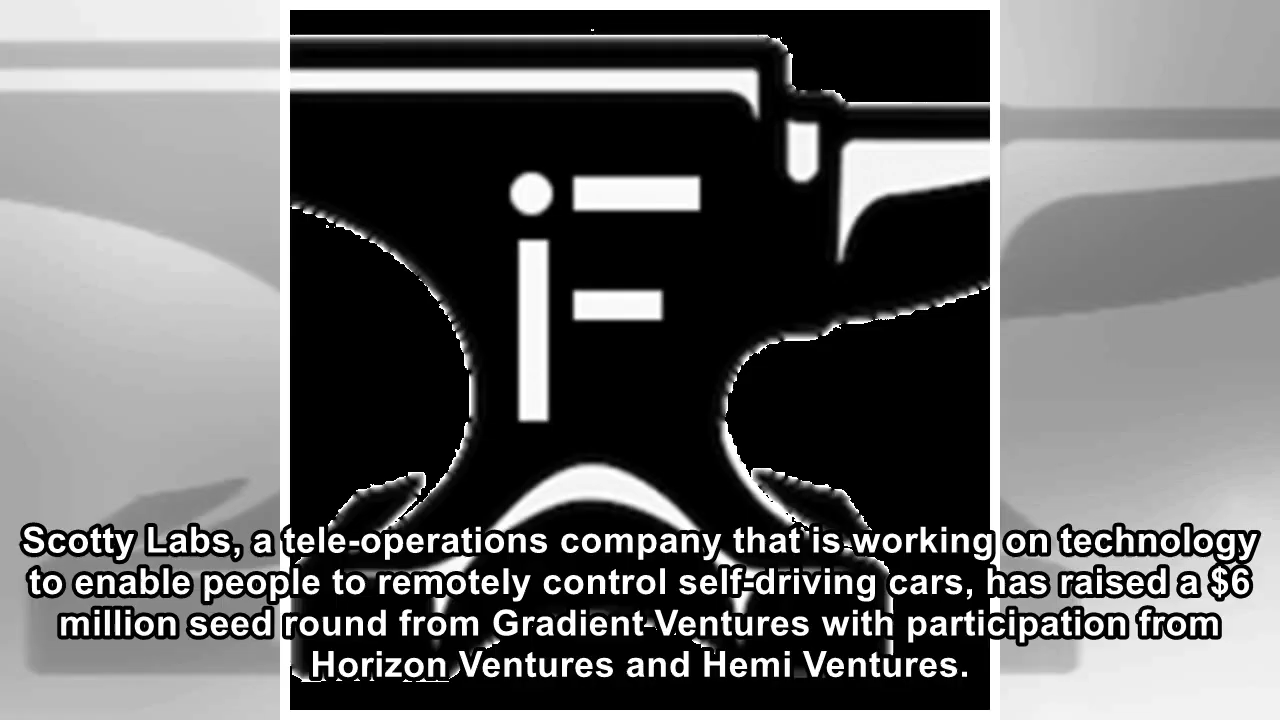 iF
Scotty Labs, a tele-operations company that is working on technology
to enable people to remotely control self-driving cars, has raised a $6
million seed round from Gradient Ventures with participation from
Horizon Ventures and Hemi Ventures.